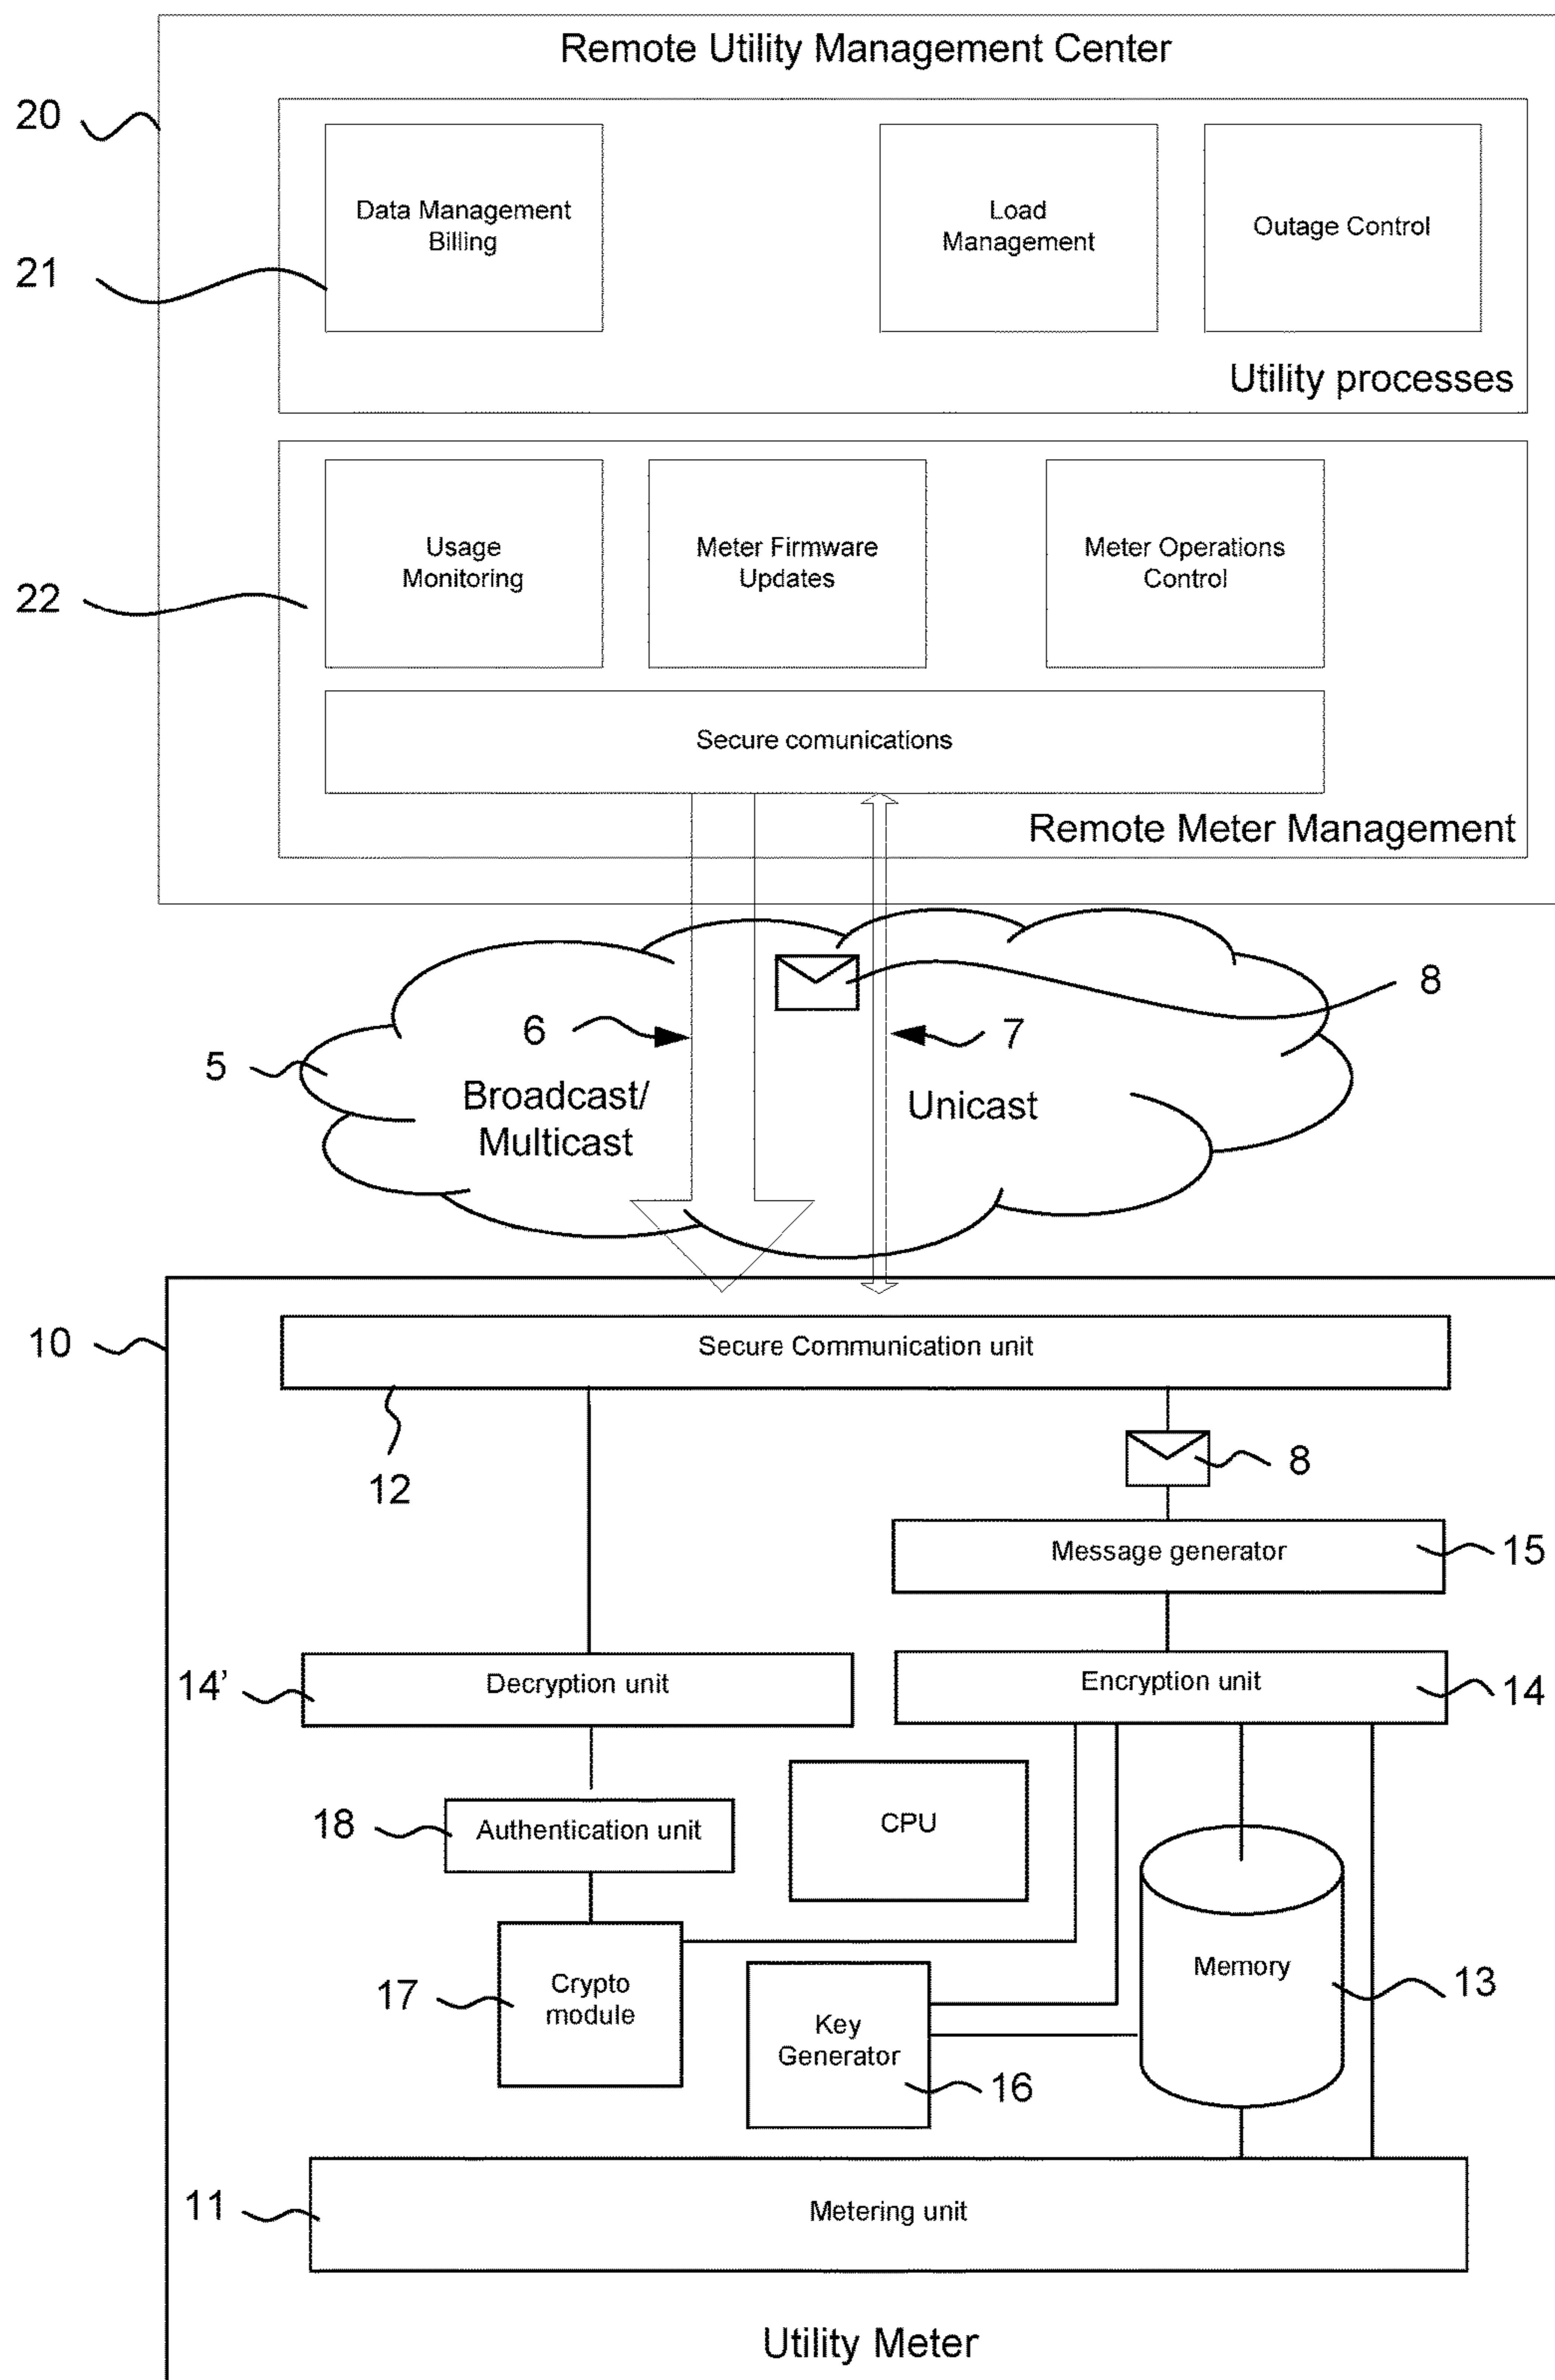 Remote Utility Management Center
20
Data Management
Billing
Load
Management
Outage Control
21
Utility processes
Usage
Monitoring
Meter Firmware
Updates
Meter Operations
Control
22
Secure comunications
Remote Meter Management
8
6
7
5
Broadcast/
Multicast
Unicast
10
Secure Communication unit
12
8
Message generator
15
14’
Decryption unit
Encryption unit
14
18
Authentication unit
CPU
17
Crypto
module
Key
Generator
16
Memory
13
11
Metering unit
Utility Meter